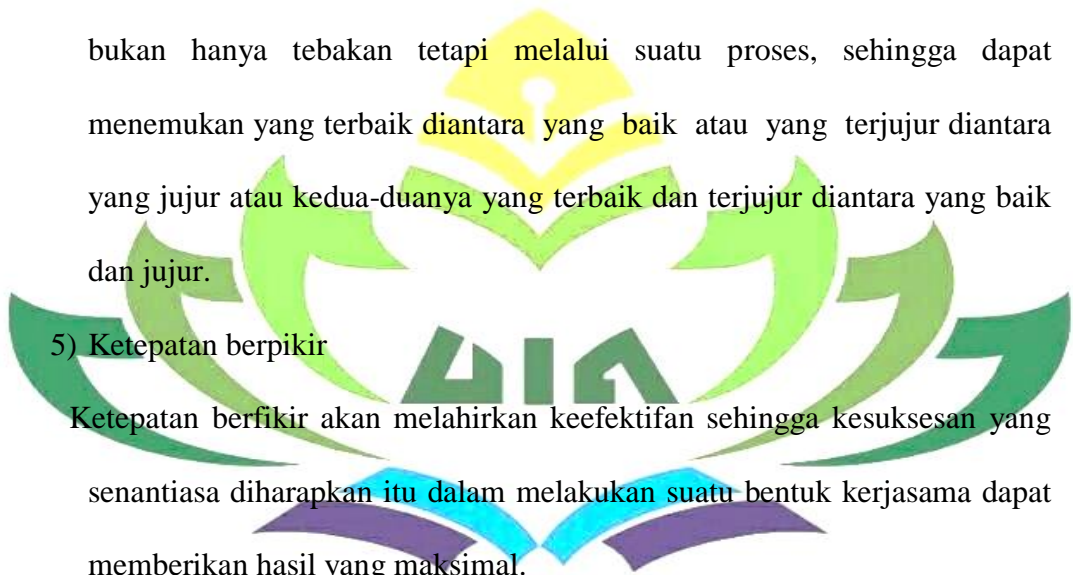 bukan hanya tebakan tetapi melalui suatu proses, sehingga dapat
menemukan yang terbaik diantara yang baik atau yang terjujur diantara
yang jujur atau kedua-duanya yang terbaik dan terjujur diantara yang baik
dan jujur.
5) Ketepatan berpikir
UIN
Ketepatan berfikir akan melahirkan keefektifan sehingga kesuksesan yang
senantiasa diharapkan itu dalam melakukan suatu bentuk kerjasama dapat
memberikan hasil yang maksimal.